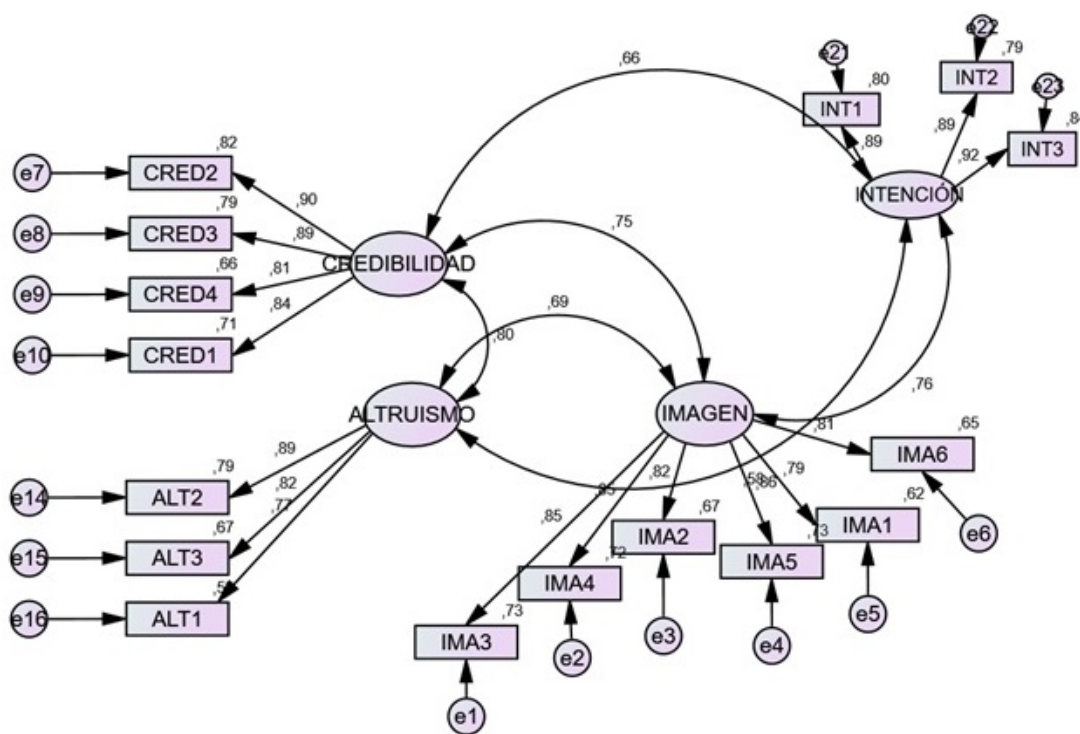 e22
,79
INT2
e21
,80
INT1
e23
INT3
,66
,89
,89
,92
INTENCIÓN
e7
,82
CRED2
,90
e8
,79
CRED3
,89
e9
,66
CRED4
,81
e10
,71
CRED1
,84
CREDIBILIDAD
,75
,69
,80
,76
ALTRUISMO
IMAGEN
e14
,79
ALT2
,89
e15
,67
ALT3
,82
e16
ALT1
,77
,81
,65
IMA6
e6
,79
,62
IMA1
e5
,58
,73
IMA5
e4
,82
,67
IMA2
e3
,72
IMA4
e2
,85
,73
IMA3
e1